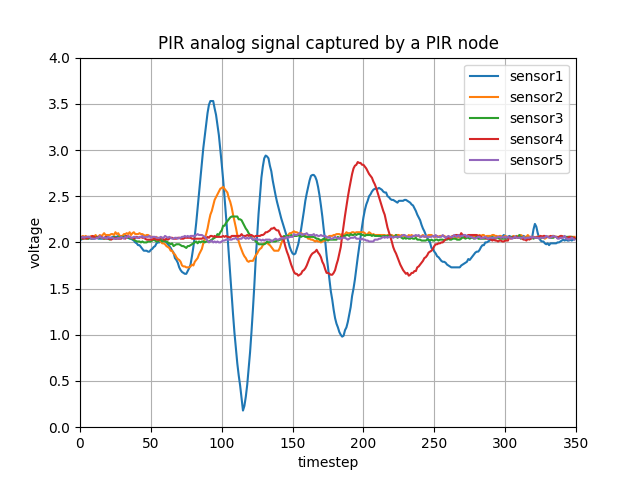 PIR analog signal captured by a PIR node
4.0
3.5
3.0
2.5
2.0
1.5
1.0
0.5
0.0
voltage
sensor1
sensor2
sensor3
sensor4
sensor5
0 50 100 150 200 250 300 350
timestep